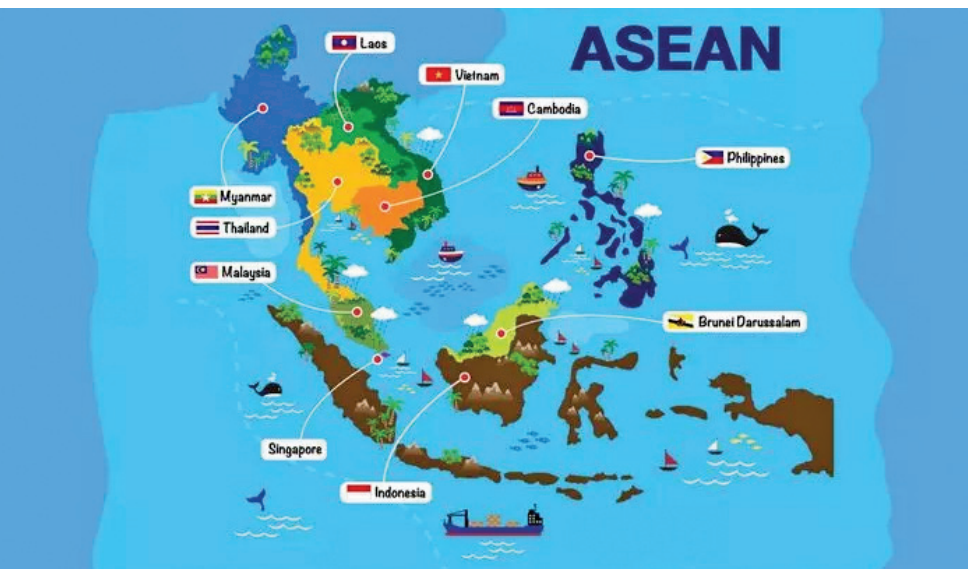 ASEAN
Laos
Vietnam
Cambodia
Philippines
Myanmar
Thailand
Malaysia
Brunei Darussalam
Singapore
Indonesia